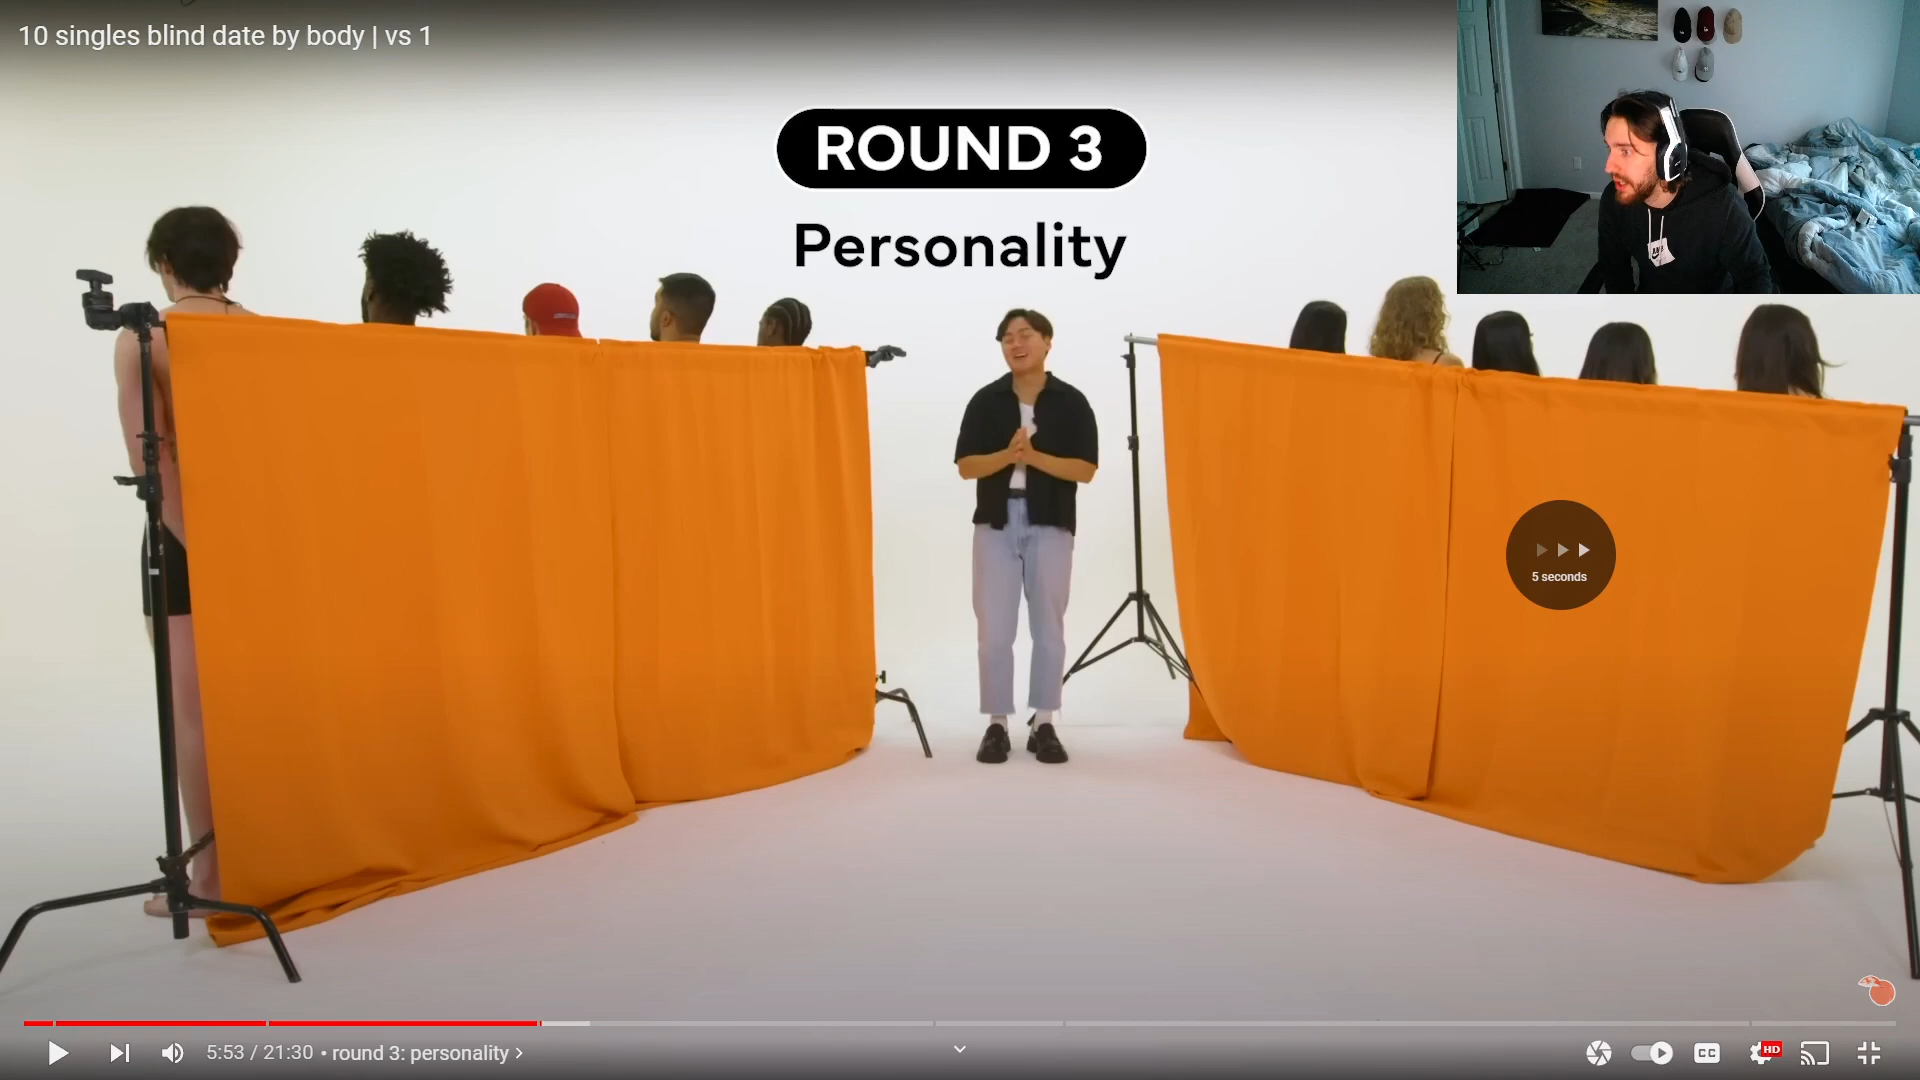 10 singles blind date by body | vs 1
ROUND 3
Personality
5 seconds
5:53 / 21:30 • round 3: personality
CC
HD